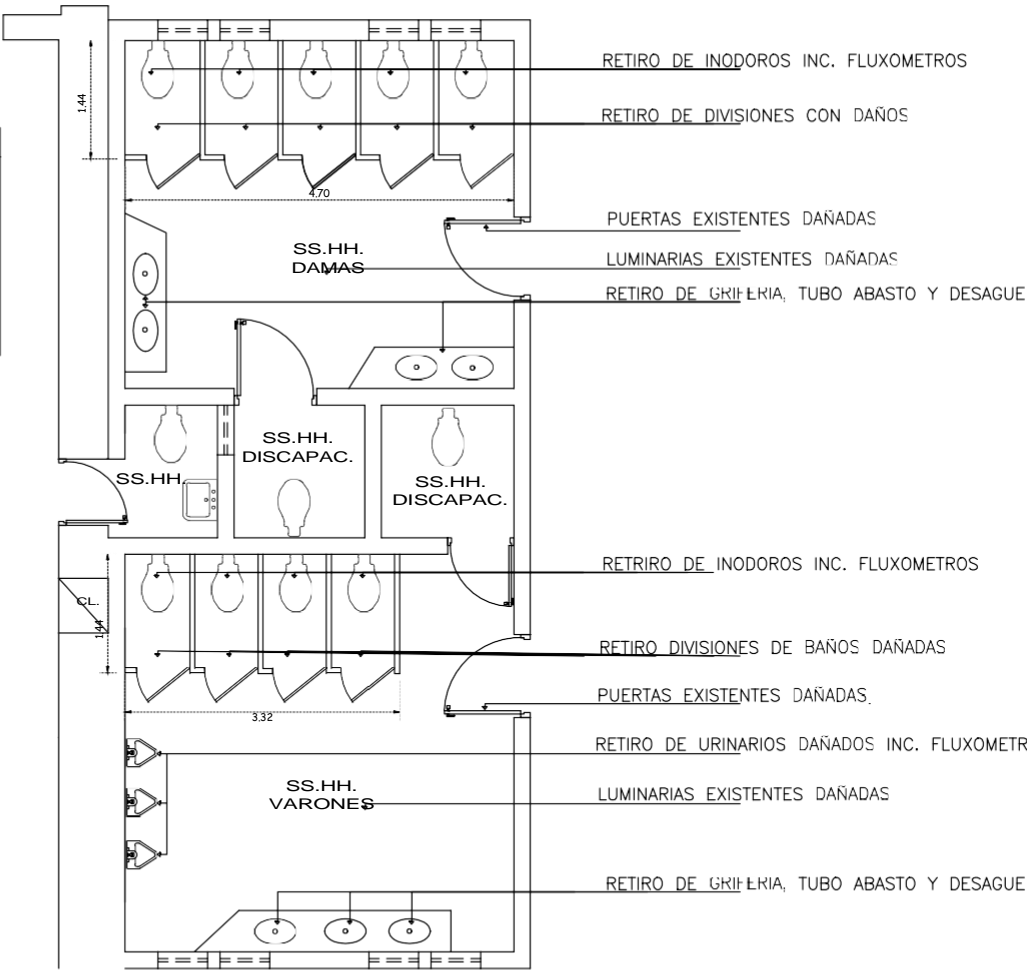 RETIRO DE INODOROS INC. FLUXOMETROS
1.44
RETIRO DE DIVISIONES CON DAÑOS
4.70
PUERTAS EXISTENTES DAÑADAS
SS.HH.
DAMAS
LUMINARIAS EXISTENTES DAÑADAS
RETIRO DE GRIFERIA, TUBO ABASTO Y DESAGUE
SS.HH.
SS.HH.
DISCAPAC.
SS.HH.
DISCAPAC.
RETRIRO DE INODOROS INC. FLUXOMETROS
CL.
1.44
RETIRO DIVISIONES DE BAÑOS DAÑADAS
PUERTAS EXISTENTES DAÑADAS.
3.32
RETIRO DE URINARIOS DAÑADOS INC. FLUXOMETR
SS.HH.
VARONES
LUMINARIAS EXISTENTES DAÑADAS
RETIRO DE GRIFERIA, TUBO ABASTO Y DESAGUE